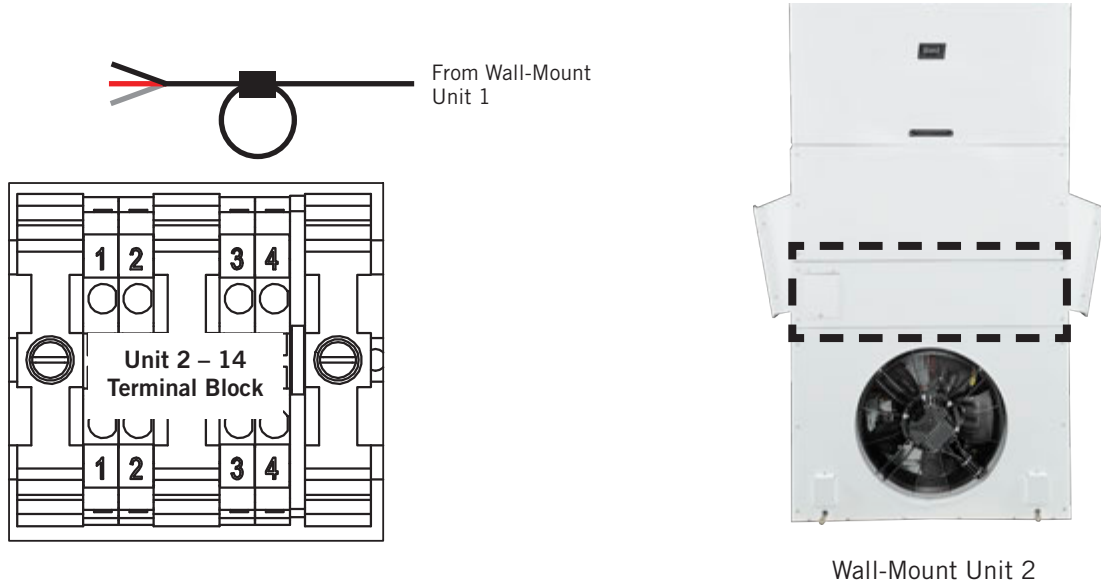 From Wall-Mount
Unit 1
1 2 3 4
Unit 2 – 14
Terminal Block
1 2 3 4
Wall-Mount Unit 2